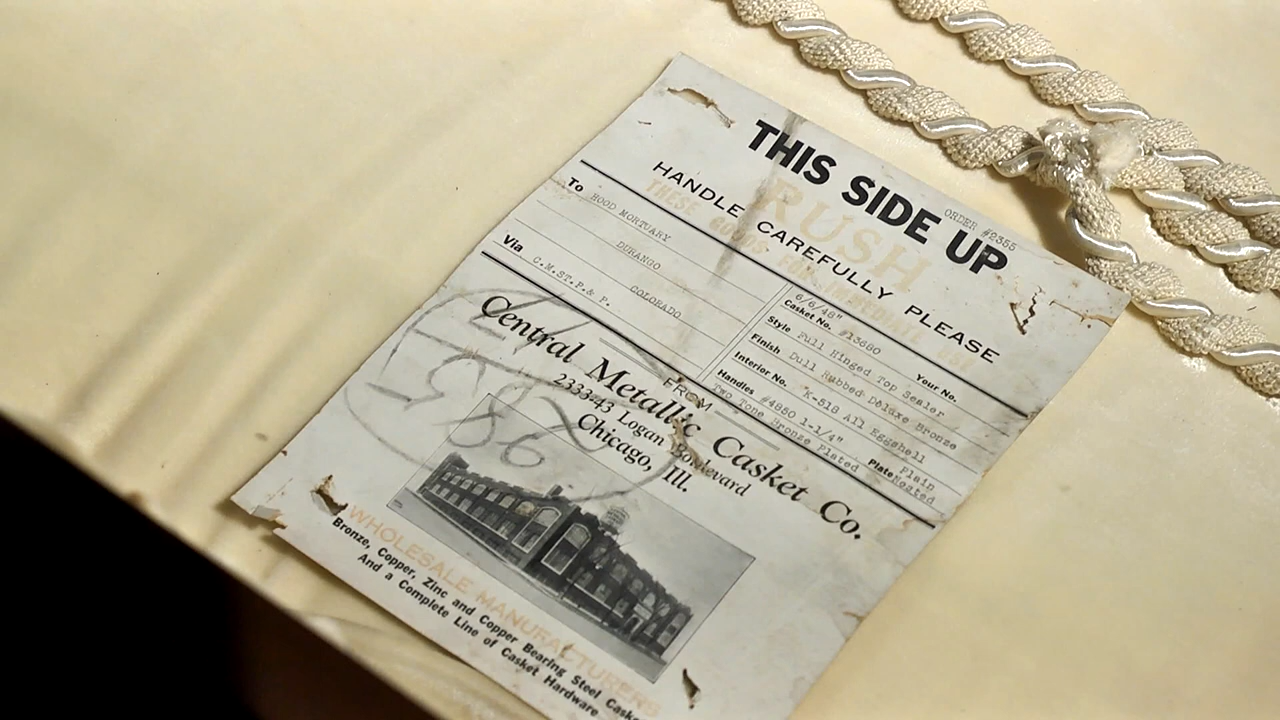 ORDER #2355
THIS SIDE UP
RUSH
HANDLE CAREFULLY PLEASE
THESE GOODS FOR IMMEDIATE USE
To HOOD MORTUARY
DURANGO
COLORADO
Via C.M.ST.P.& P.
6/6/48"
Casket No. #13680 Your No.
Style Full Hinged Top Sealer
Finish Dull Rubbed Deluxe Bronze
Interior No. K-518 All Eggshell
Handles #4850 1-1/4" Plate Plain
Two Tone Bronze Plated
FROM
Central Metallic Casket Co.
2333-43 Logan Boulevard
Chicago, Ill.
WHOLESALE MANUFACTURERS
Bronze, Copper, Zinc and Copper Bearing Steel
And a Complete Line of Casket Hardware